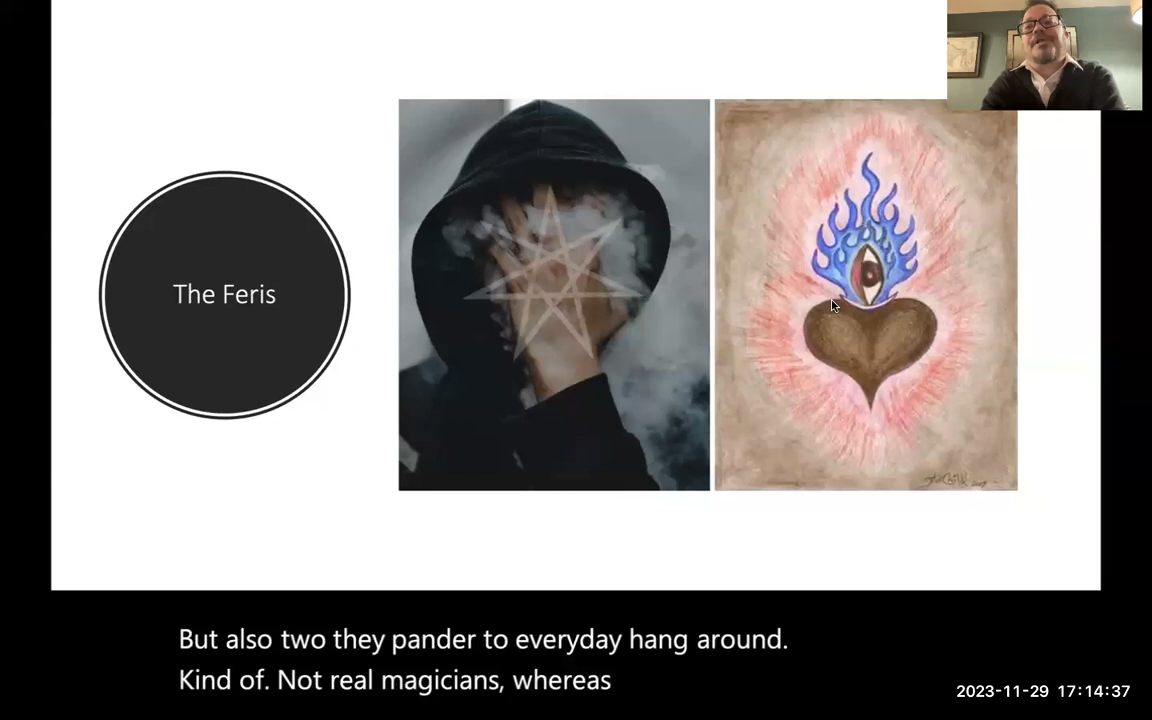 The Feris
But also two they pander to everyday hang around.
Kind of. Not real magicians, whereas
2023-11-29 17:14:37